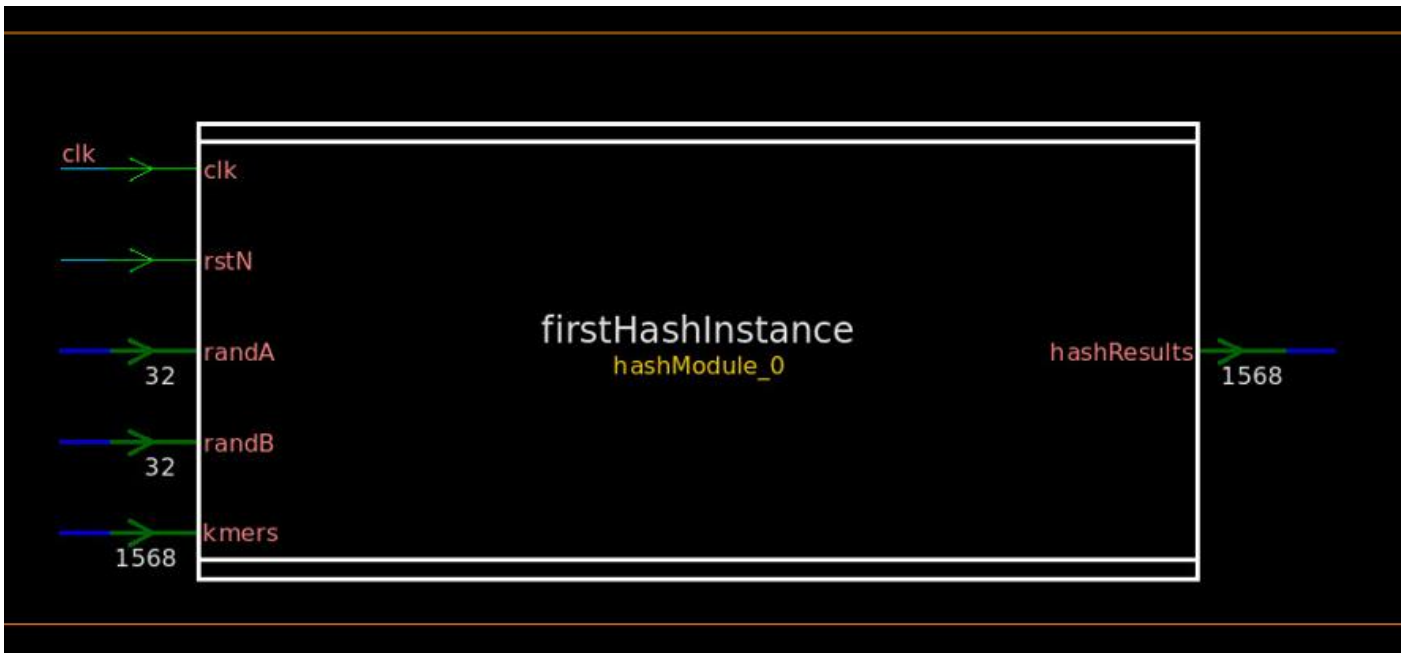 clk
clk
rstN
firstHashInstance
hashModule_0
randA
hashResults
32
1568
randB
32
kmers
1568